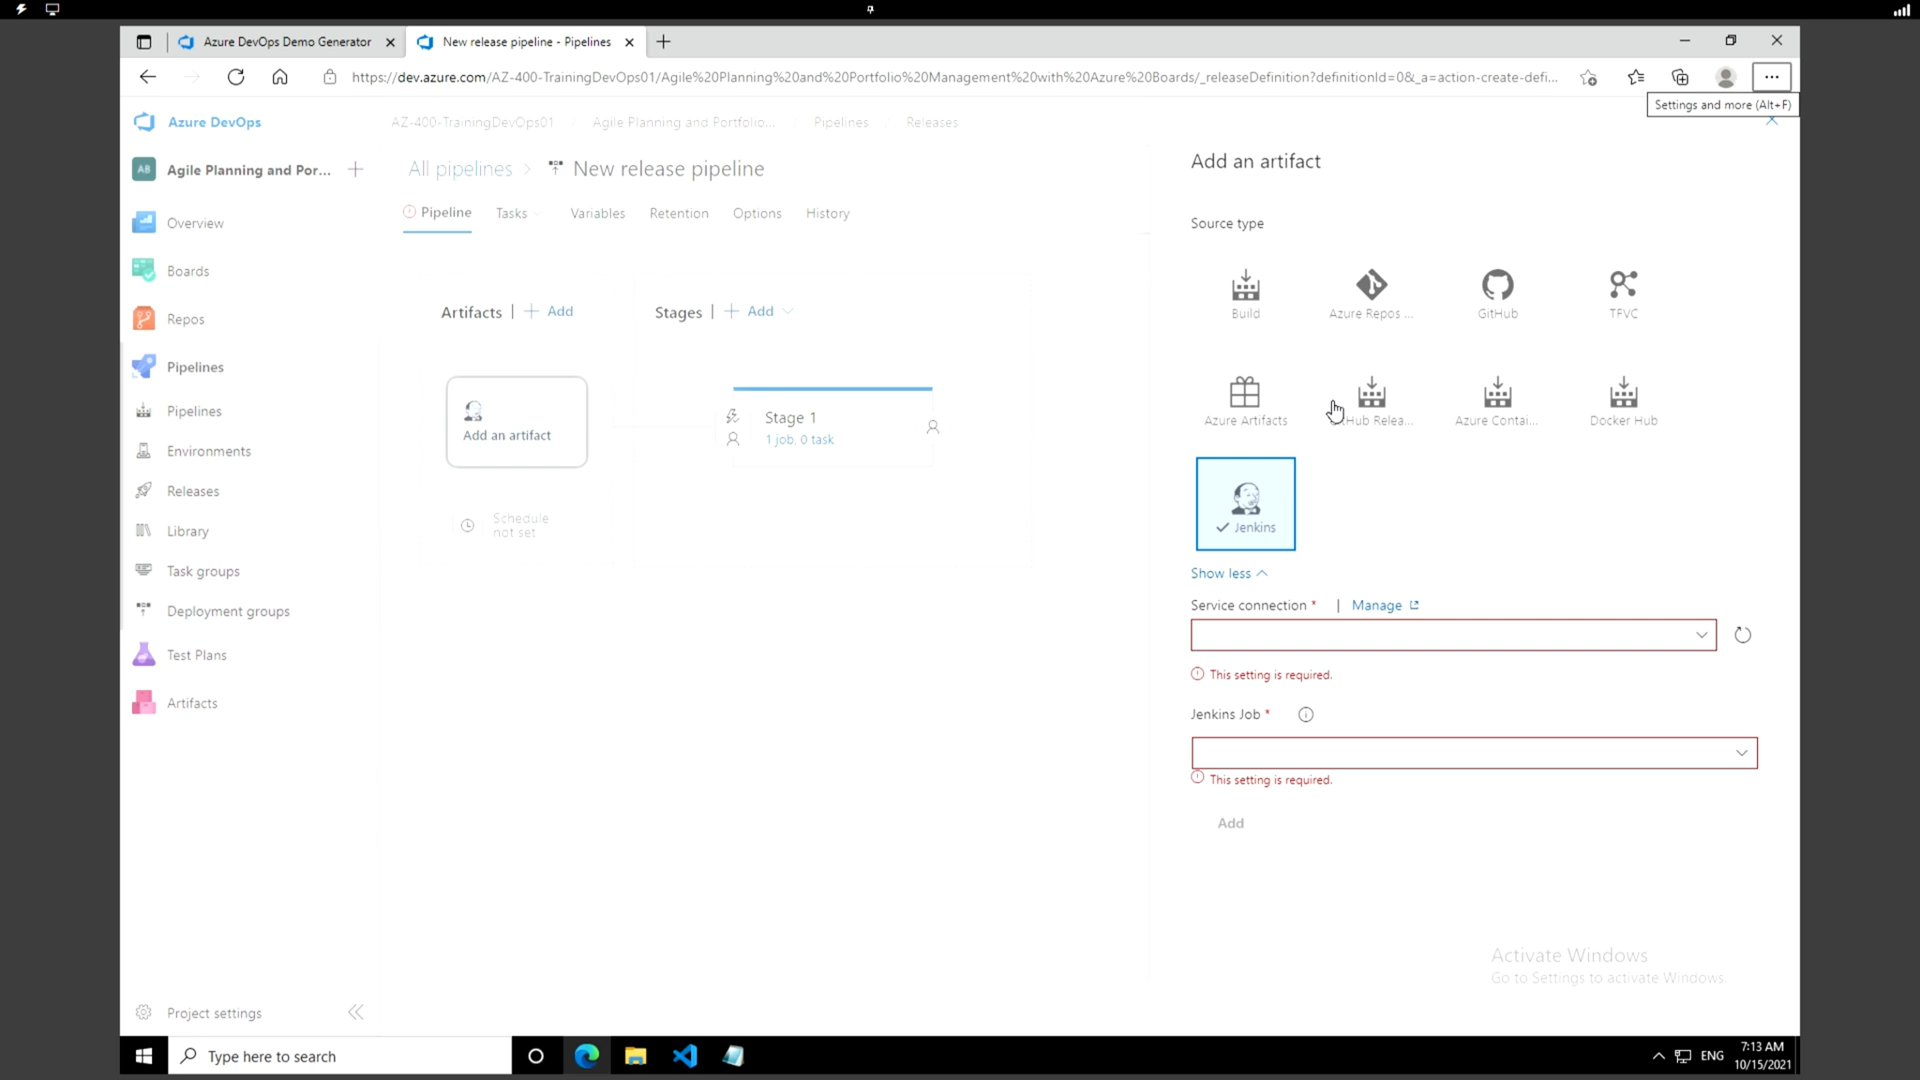 Azure DevOps Demo Generator
New release pipeline - Pipelines
https://dev.azure.com/AZ-400-TrainingDevOps01/Agile%20Planning%20and%20Portfolio%20Management%20with%20Azure%20Boards/_releaseDefinition?definitionId=0&_a=action-create-defi...
Settings and more (Alt+F)
Azure DevOps
AZ-400-TrainingDevOps01 / Agile Planning and Portfolio... / Pipelines / Releases
AB Agile Planning and Por...
All pipelines > New release pipeline
Add an artifact
Pipeline Tasks Variables Retention Options History
Overview
Boards
Repos
Pipelines
Pipelines
Environments
Releases
Library
Task groups
Deployment groups
Test Plans
Artifacts
Project settings
Artifacts | + Add
Stages | + Add
Add an artifact
Stage 1
1 job, 0 task
Schedule
not set
Source type
Build
Azure Repos ...
GitHub
TFVC
Azure Artifacts
Hub Relea...
Azure Contai...
Docker Hub
Jenkins
Show less
Service connection * | Manage
This setting is required.
Jenkins Job *
This setting is required.
Add
Activate Windows
Go to Settings to activate Windows.
Type here to search
ENG
7:13 AM
10/15/2021